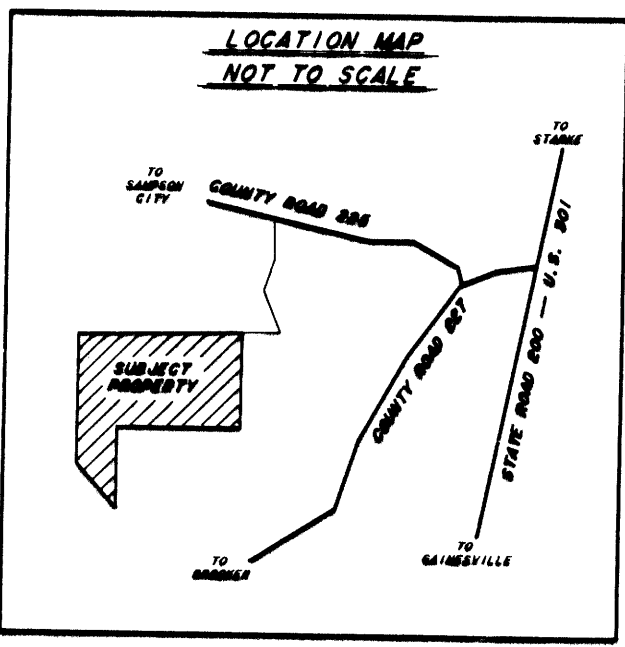 LOCATION MAP
NOT TO SCALE
TO
STARKE
TO
SAMPSON
CITY
COUNTY ROAD 225
STATE ROAD 200 — U.S. 301
COUNTY ROAD 227
SUBJECT
PROPERTY
TO
BROOKER
TO
GAINESVILLE